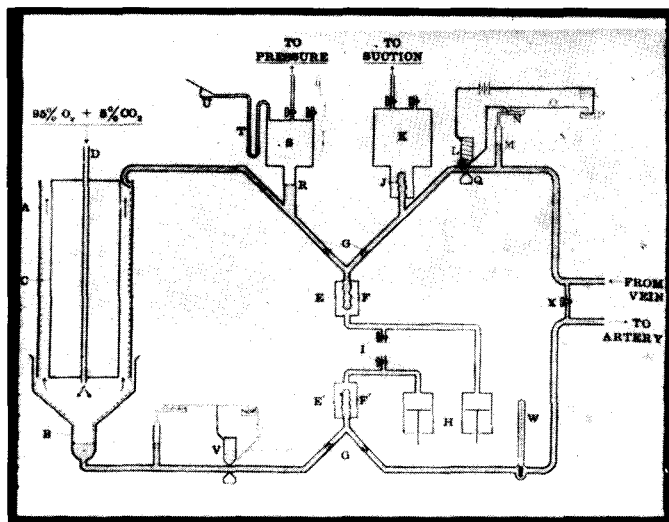 TO
PRESSURE
TO
SUCTION
95% O₂ + 5% CO₂
D
T
S
K
L
O
M
A
R
J
Q
G
C
E F
FROM
VEIN
X
TO
ARTERY
I
E' F'
H
W
B
V
G